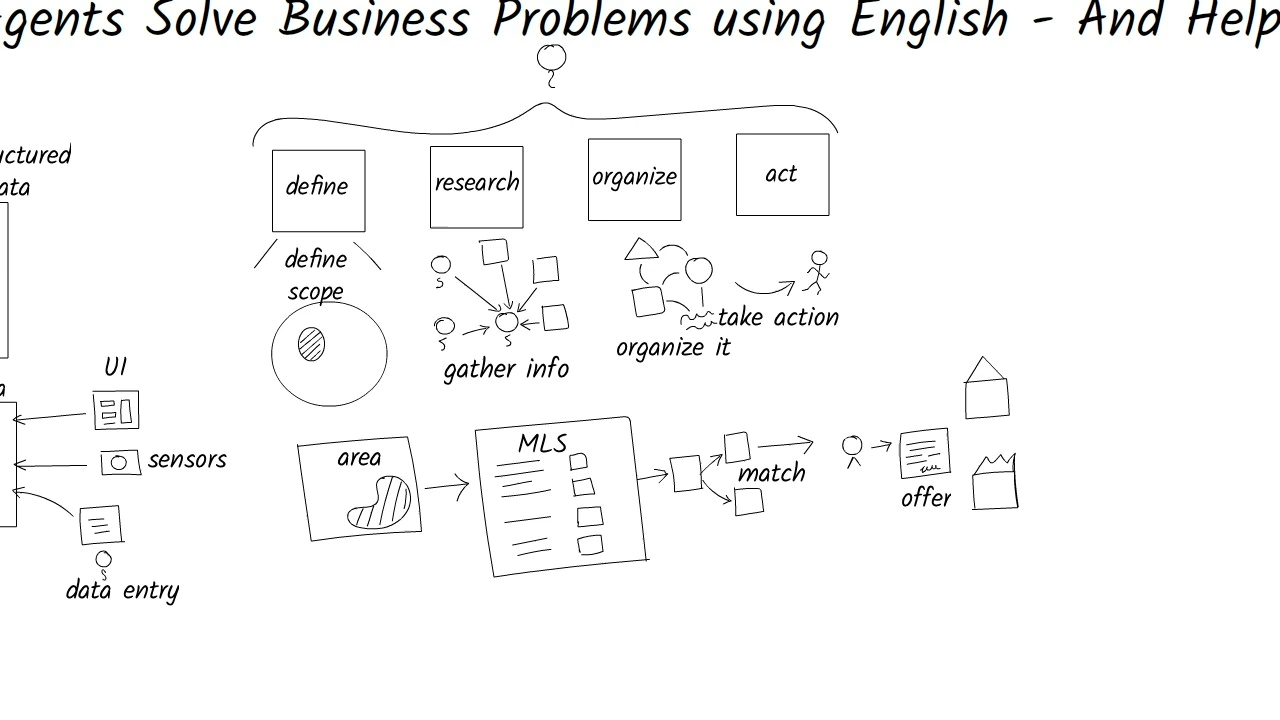 gents Solve Business Problems using English - And Help
uctured
ata
define
research
organize
act
define
scope
gather info
organize it
take action
a
UI
sensors
data entry
area
MLS
match
offer